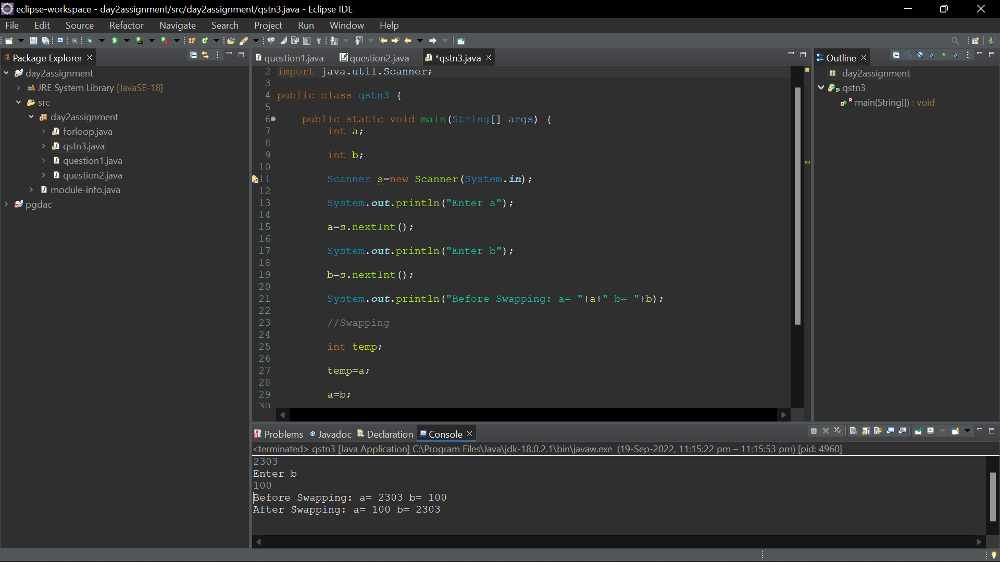 eclipse-workspace - day2assignment/src/day2assignment/qstn3.java - Eclipse IDE
File Edit Source Refactor Navigate Search Project Run Window Help
Package Explorer
day2assignment
JRE System Library [JavaSE-18]
src
day2assignment
forloop.java
qstn3.java
question1.java
question2.java
module-info.java
pgdac
question1.java question2.java *qstn3.java
2 import java.util.Scanner;
3
4 public class qstn3 {
5
6 public static void main(String[] args) {
7 int a;
8
9 int b;
10
11 Scanner s=new Scanner(System.in);
12
13 System.out.println("Enter a");
14
15 a=s.nextInt();
16
17 System.out.println("Enter b");
18
19 b=s.nextInt();
20
21 System.out.println("Before Swapping: a= "+a+" b= "+b);
22
23 //Swapping
24
25 int temp;
26
27 temp=a;
28
29 a=b;
30
Outline
day2assignment
qstn3
main(String[]) : void
Problems Javadoc Declaration Console
<terminated> qstn3 [Java Application] C:\Program Files\Java\jdk-18.0.2.1\bin\javaw.exe (19-Sep-2022, 11:15:22 pm – 11:15:53 pm) [pid: 4960]
2303
Enter b
100
Before Swapping: a= 2303 b= 100
After Swapping: a= 100 b= 2303